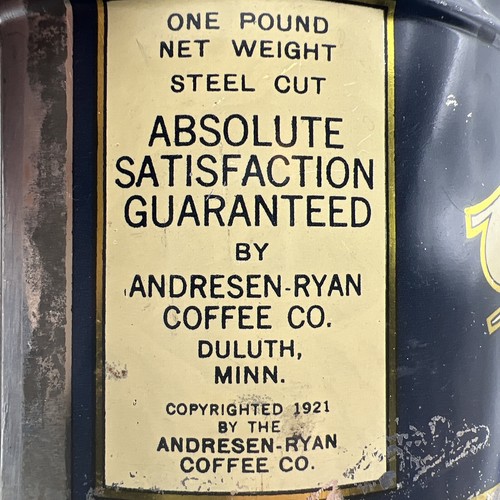 ONE POUND
NET WEIGHT
STEEL CUT
ABSOLUTE
SATISFACTION
GUARANTEED
BY
ANDRESEN-RYAN
COFFEE CO.
DULUTH,
MINN.
COPYRIGHTED 1921
BY THE
ANDRESEN-RYAN
COFFEE CO.